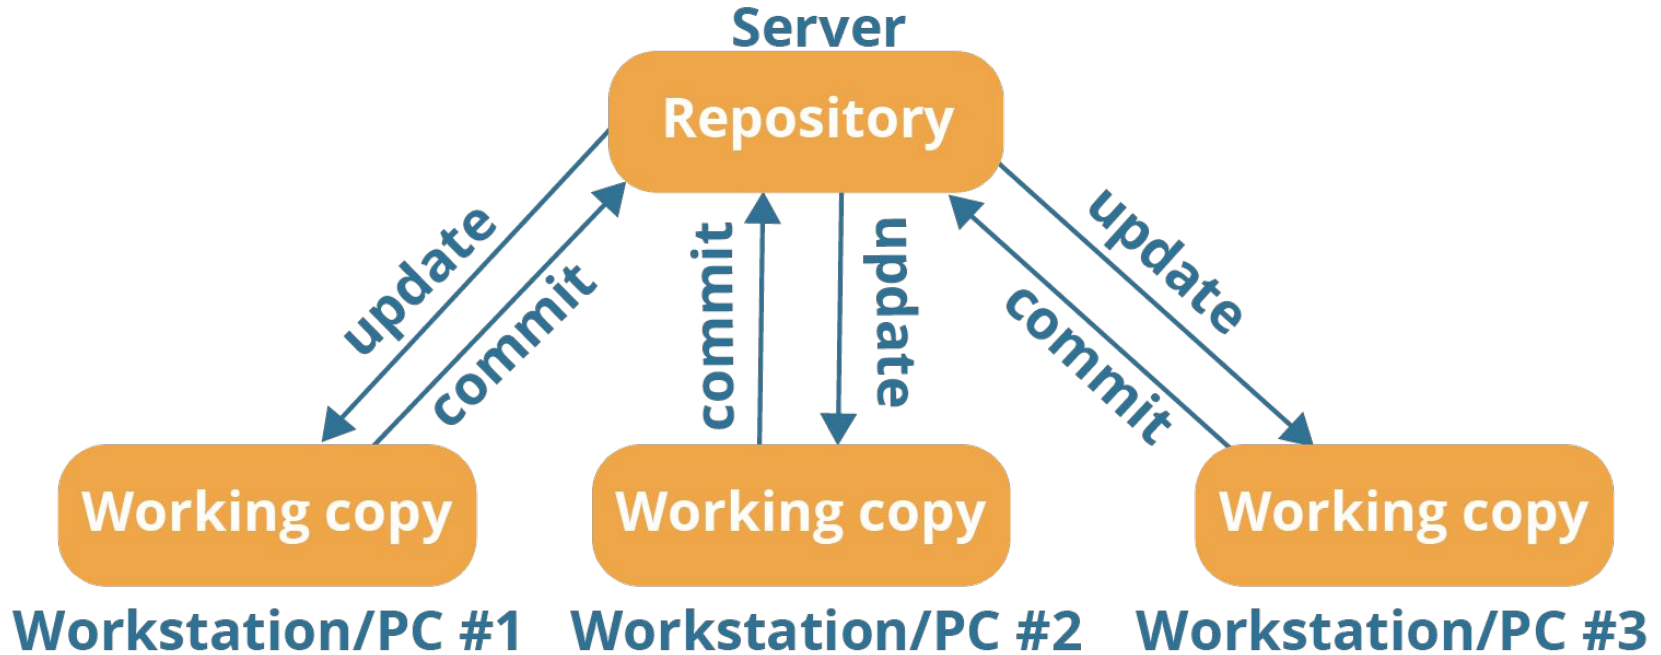 Server
Repository
update
commit
commit
update
update
commit
Working copy
Working copy
Working copy
Workstation/PC #1
Workstation/PC #2
Workstation/PC #3